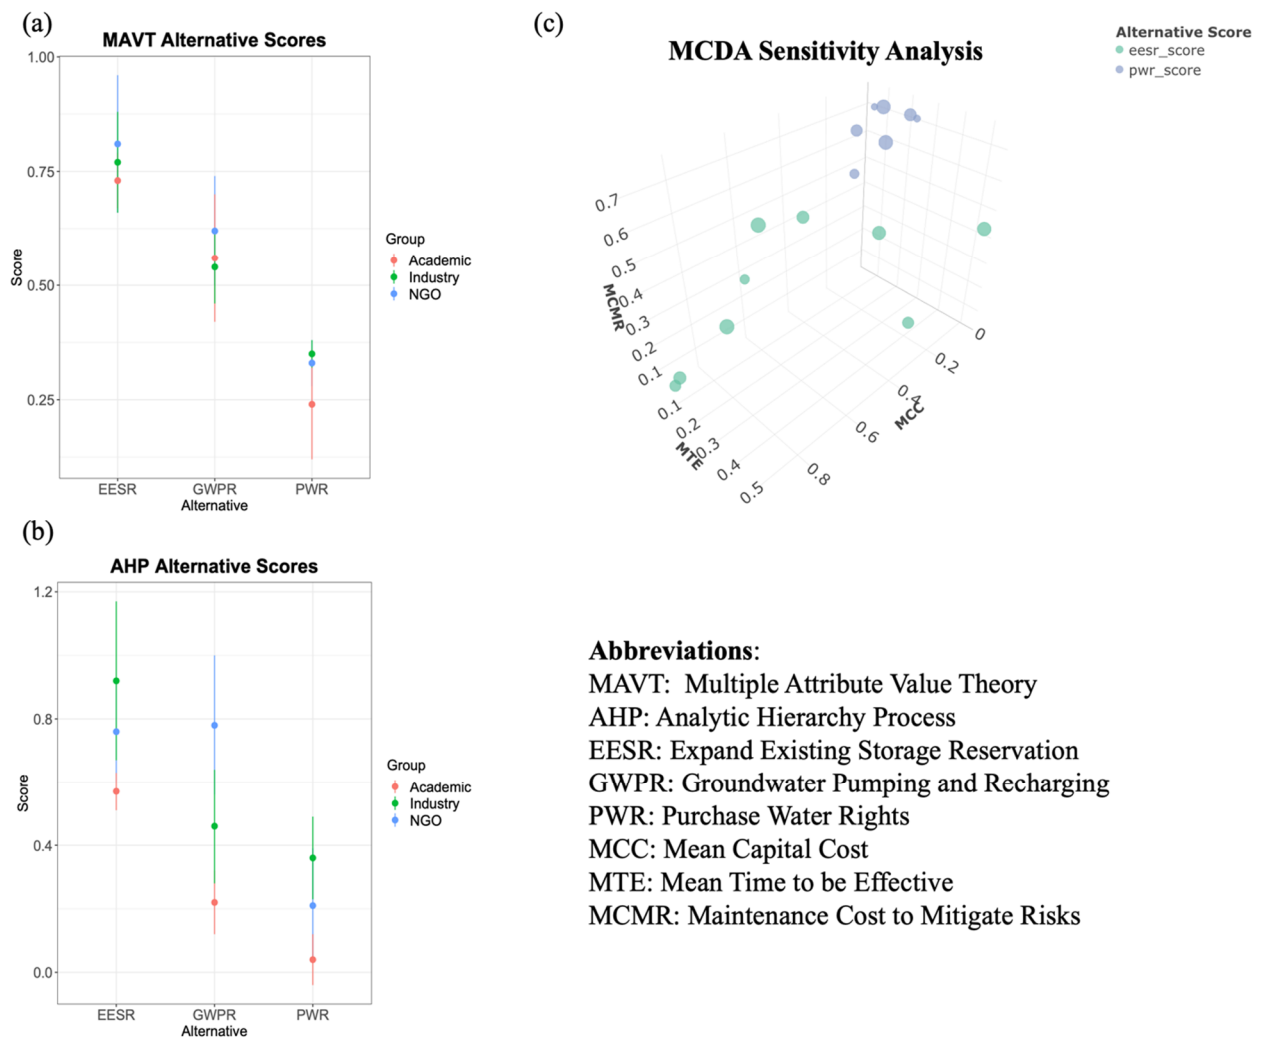 (a)
MAVT Alternative Scores
1.00
0.75
0.50
0.25
Score
EESR GWPR PWR
Alternative
Group
Academic
Industry
NGO
(b)
AHP Alternative Scores
1.2
0.8
0.4
0.0
Score
EESR GWPR PWR
Alternative
Group
Academic
Industry
NGO
(c)
MCDA Sensitivity Analysis
Alternative Score
eesr_score
pwr_score
0.7
0.6
0.5
0.4
0.3
0.2
0.1
MCMR
0.1
0.2
0.3
0.4
0.5
MTE
0
0.2
0.4
0.6
0.8
MCC
Abbreviations:
MAVT: Multiple Attribute Value Theory
AHP: Analytic Hierarchy Process
EESR: Expand Existing Storage Reservation
GWPR: Groundwater Pumping and Recharging
PWR: Purchase Water Rights
MCC: Mean Capital Cost
MTE: Mean Time to be Effective
MCMR: Maintenance Cost to Mitigate Risks